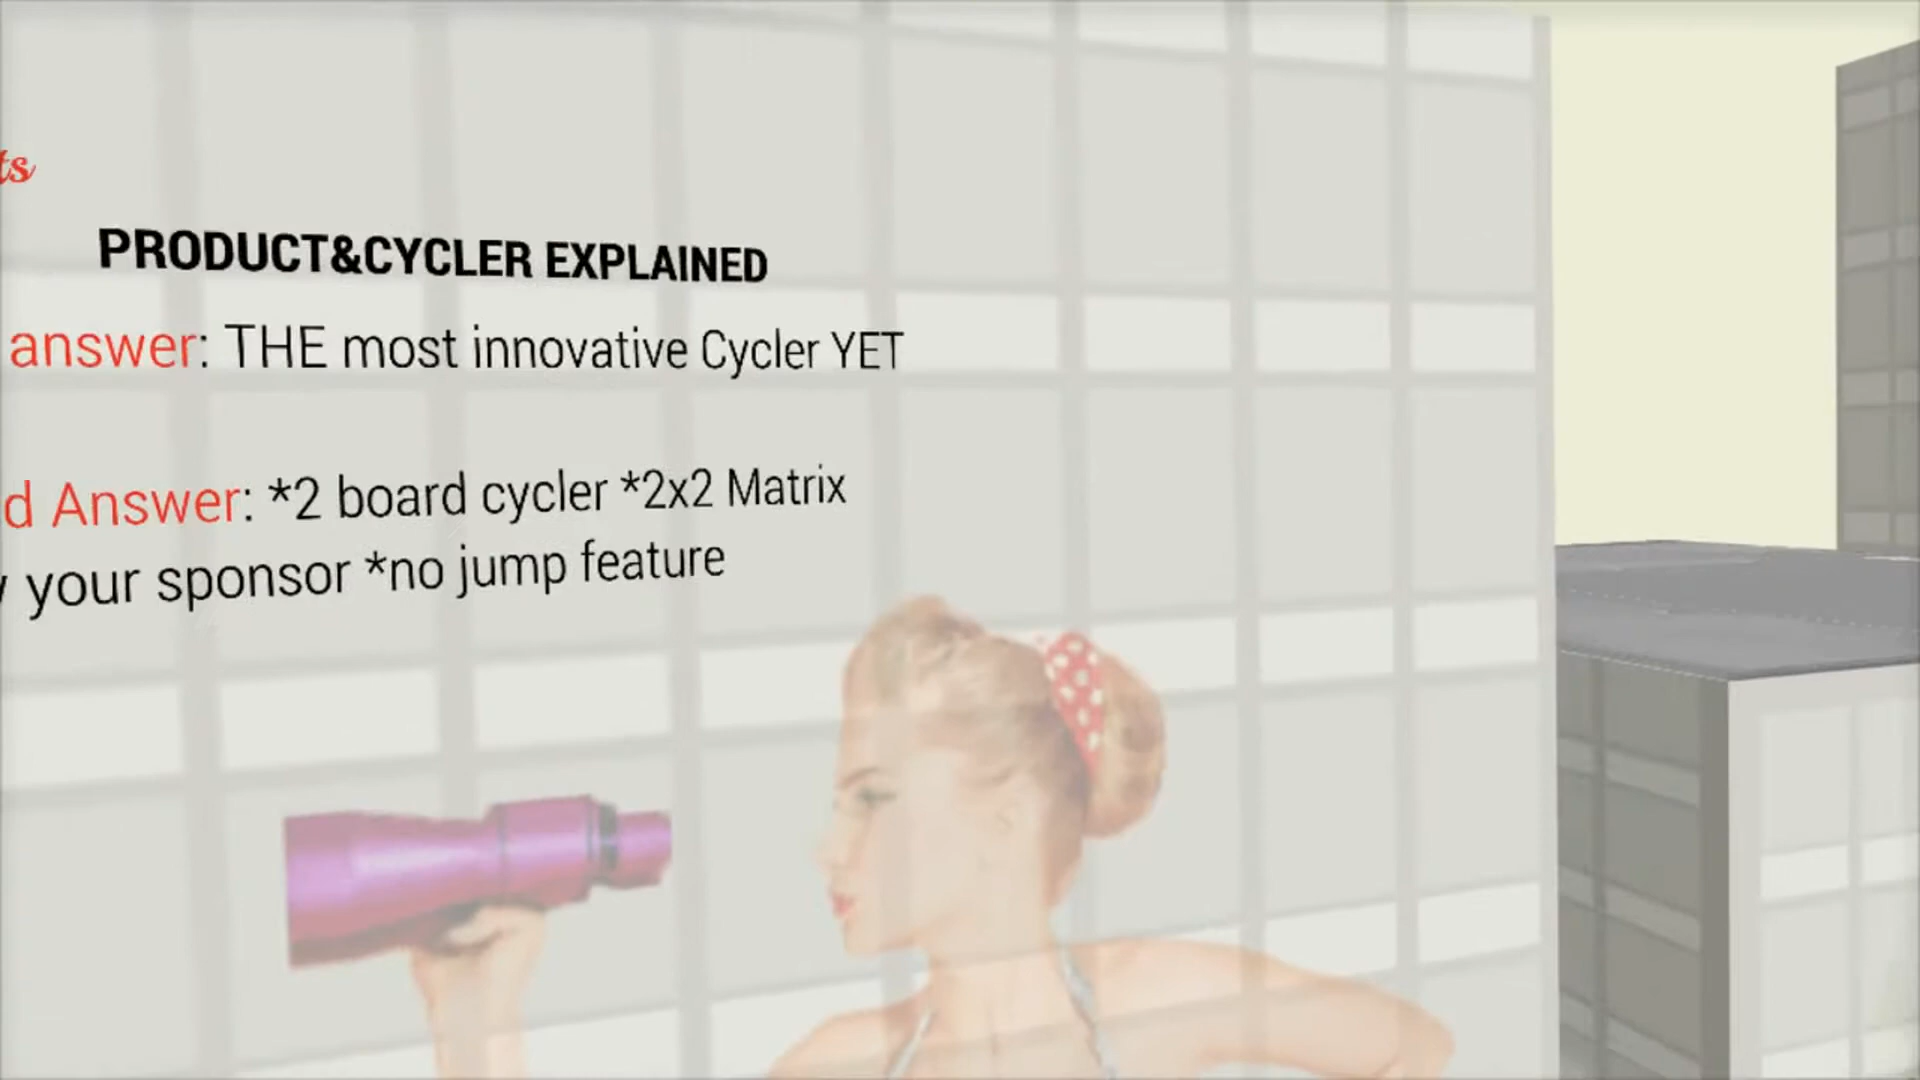 ts
PRODUCT&CYCLER EXPLAINED
answer: THE most innovative Cycler YET
d Answer: *2 board cycler *2x2 Matrix
your sponsor *no jump feature